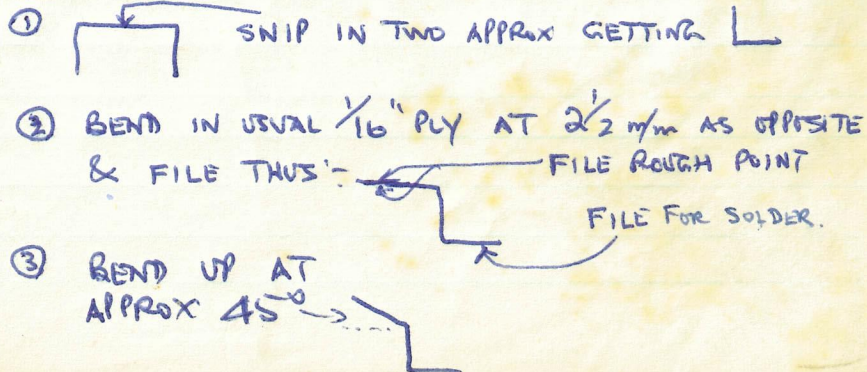 ① SNIP IN TWO APPROX GETTING
② BEND IN USUAL 1/16" PLY AT 2 1/2 m/m AS OPPOSITE
& FILE THUS :-
FILE ROUGH POINT
FILE FOR SOLDER.
③ BEND UP AT
APPROX 45°